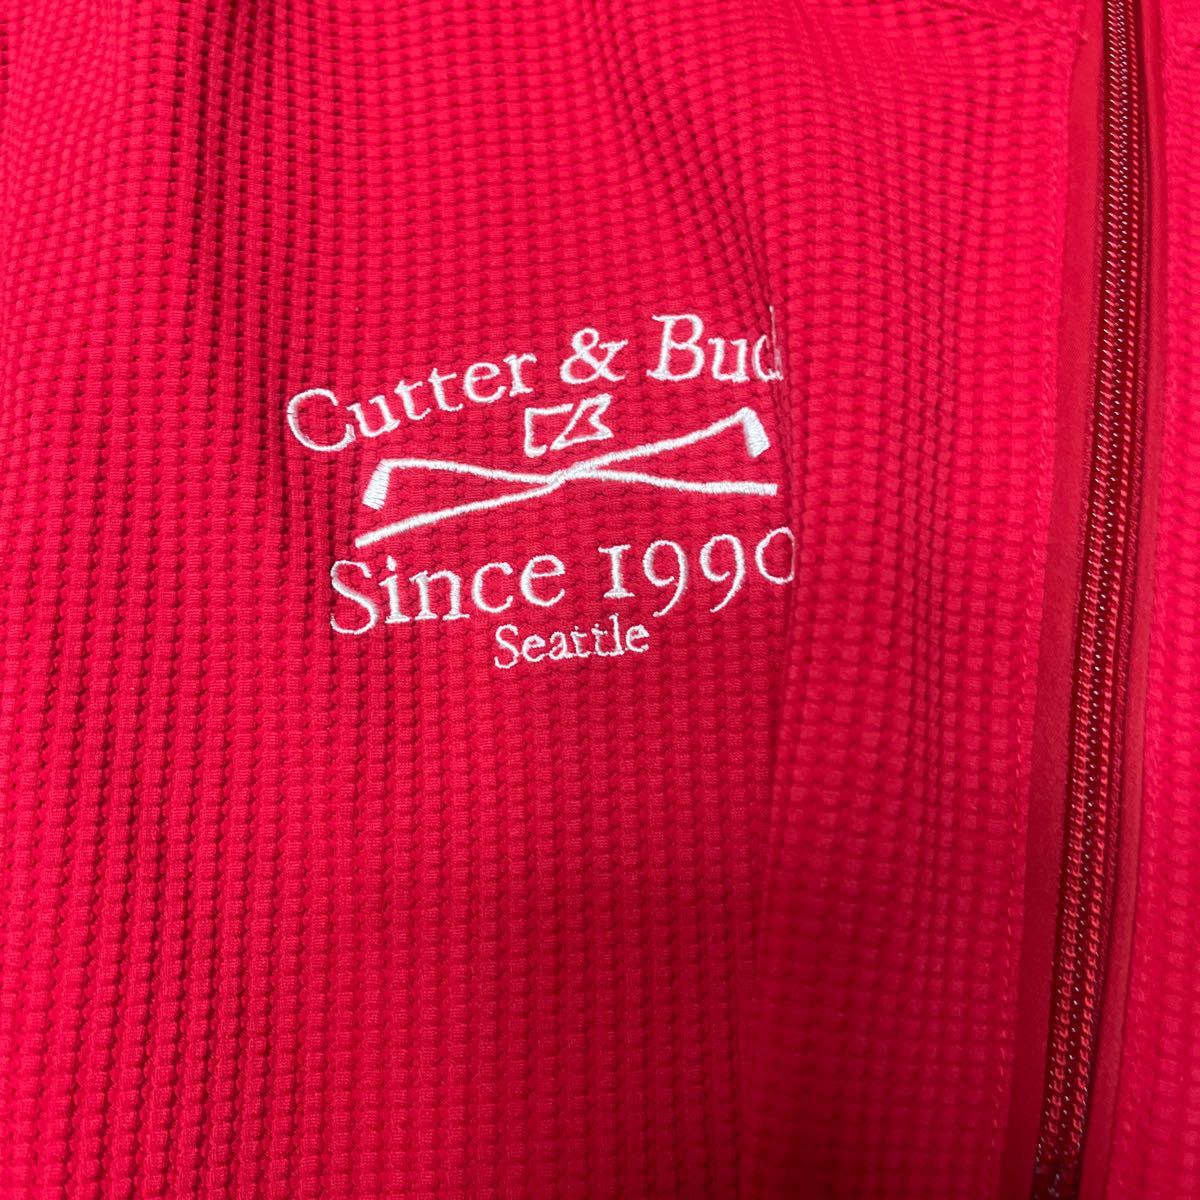 Cutter & Buck
Since 1990
Seattle